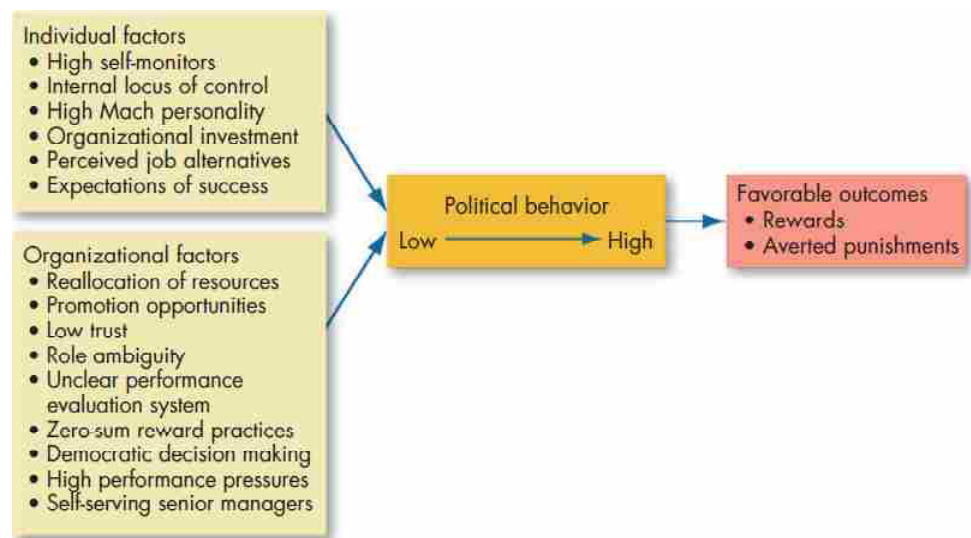 Individual factors
• High self-monitors
• Internal locus of control
• High Mach personality
• Organizational investment
• Perceived job alternatives
• Expectations of success
Organizational factors
• Reallocation of resources
• Promotion opportunities
• Low trust
• Role ambiguity
• Unclear performance
evaluation system
• Zero-sum reward practices
• Democratic decision making
• High performance pressures
• Self-serving senior managers
Political behavior
Low High
Favorable outcomes
• Rewards
• Averted punishments